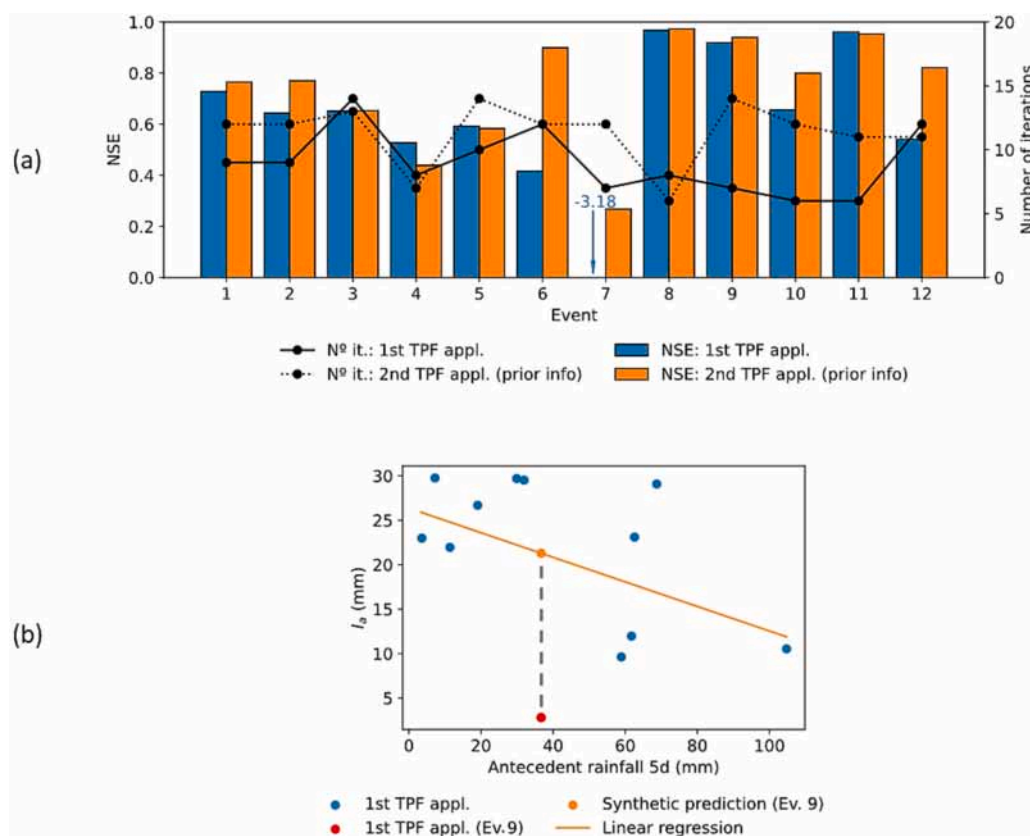 (a)
NSE
1.0
0.8
0.6
0.4
0.2
0.0
20
15
10
5
0
Number of iterations
-3.18
1 2 3 4 5 6 7 8 9 10 11 12
Event
Nº it.: 1st TPF appl.
Nº it.: 2nd TPF appl. (prior info)
NSE: 1st TPF appl.
NSE: 2nd TPF appl. (prior info)
(b)
Ia (mm)
30
25
20
15
10
5
0 20 40 60 80 100
Antecedent rainfall 5d (mm)
1st TPF appl.
1st TPF appl. (Ev.9)
Synthetic prediction (Ev. 9)
Linear regression